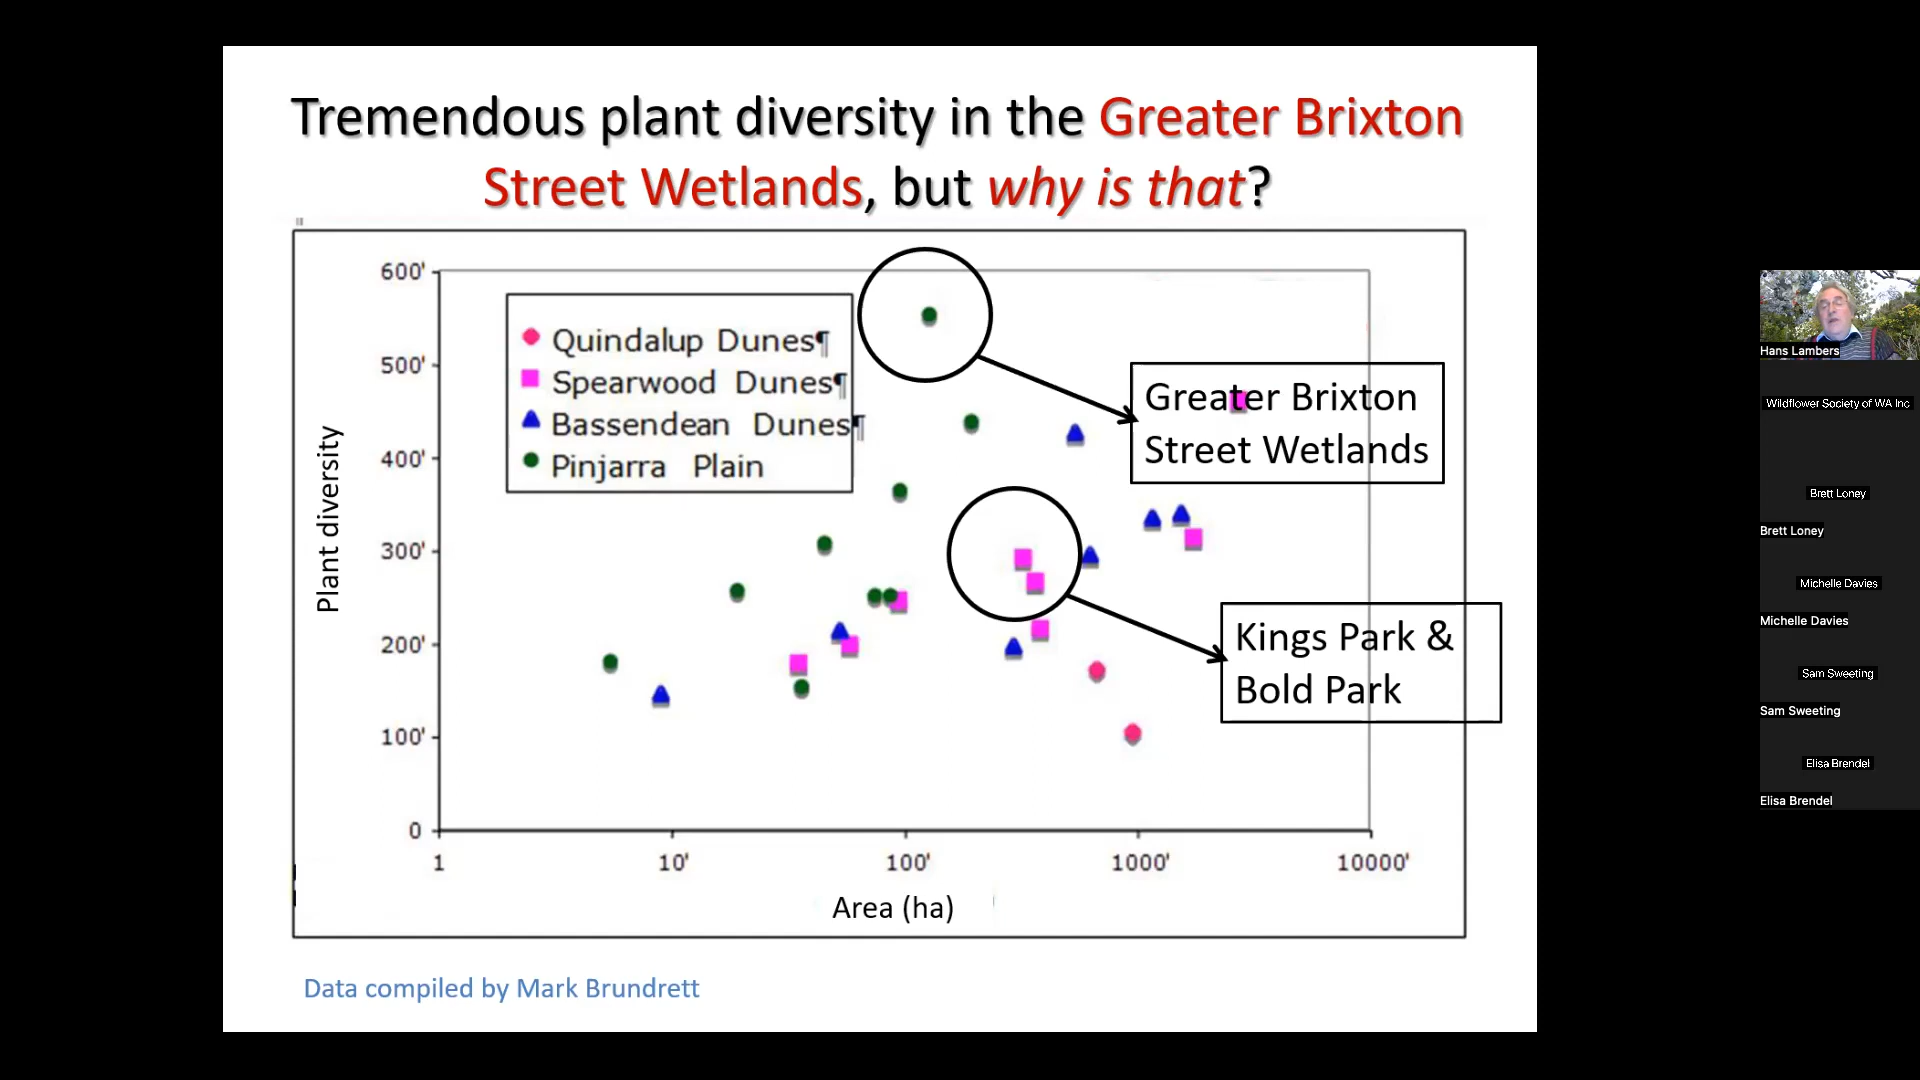 Tremendous plant diversity in the Greater Brixton
Street Wetlands, but why is that?
600'
500'
400'
300'
200'
100'
0
Plant diversity
Quindalup Dunes¶
Spearwood Dunes¶
Bassendean Dunes¶
Pinjarra Plain
Greater Brixton
Street Wetlands
Kings Park &
Bold Park
1
10'
100'
1000'
10000'
Area (ha)
Data compiled by Mark Brundrett
Hans Lambers
Wildflower Society of WA Inc
Brett Loney
Brett Loney
Michelle Davies
Michelle Davies
Sam Sweeting
Sam Sweeting
Elisa Brendel
Elisa Brendel